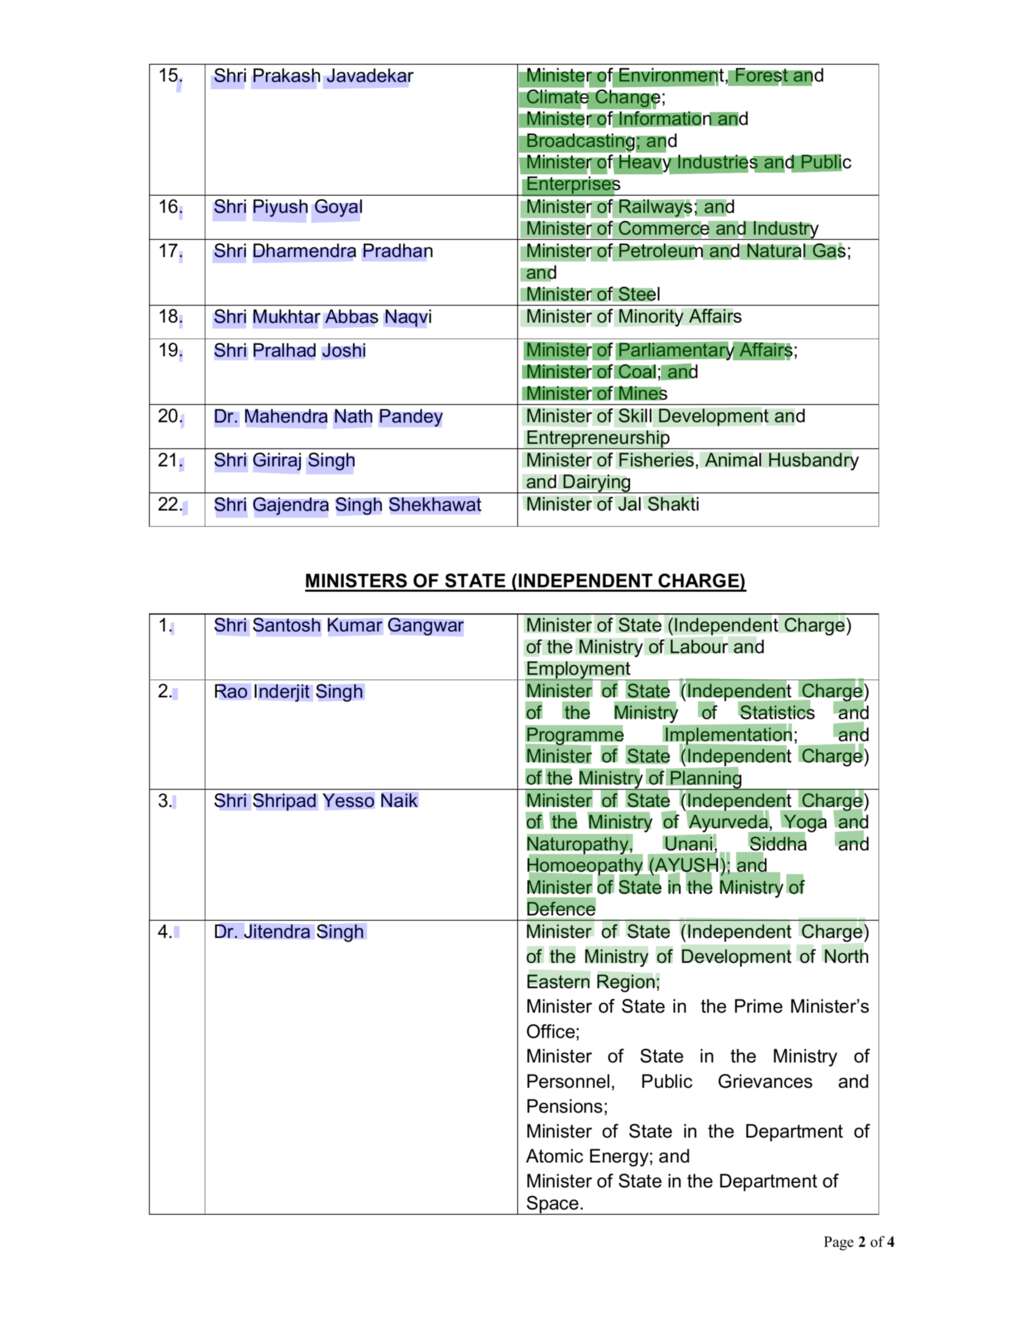 15. Shri Prakash Javadekar Minister of Environment, Forest and
Climate Change;
Minister of Information and
Broadcasting; and
Minister of Heavy Industries and Public
Enterprises
16. Shri Piyush Goyal Minister of Railways; and
Minister of Commerce and Industry
17. Shri Dharmendra Pradhan Minister of Petroleum and Natural Gas;
and
Minister of Steel
18. Shri Mukhtar Abbas Naqvi Minister of Minority Affairs
19. Shri Pralhad Joshi Minister of Parliamentary Affairs;
Minister of Coal; and
Minister of Mines
20. Dr. Mahendra Nath Pandey Minister of Skill Development and
Entrepreneurship
21. Shri Giriraj Singh Minister of Fisheries, Animal Husbandry
and Dairying
22. Shri Gajendra Singh Shekhawat Minister of Jal Shakti
MINISTERS OF STATE (INDEPENDENT CHARGE)
1. Shri Santosh Kumar Gangwar Minister of State (Independent Charge)
of the Ministry of Labour and
Employment
2. Rao Inderjit Singh Minister of State (Independent Charge)
of the Ministry of Statistics and
Programme Implementation; and
Minister of State (Independent Charge)
of the Ministry of Planning
3. Shri Shripad Yesso Naik Minister of State (Independent Charge)
of the Ministry of Ayurveda, Yoga and
Naturopathy, Unani, Siddha and
Homoeopathy (AYUSH); and
Minister of State in the Ministry of
Defence
4. Dr. Jitendra Singh Minister of State (Independent Charge)
of the Ministry of Development of North
Eastern Region;
Minister of State in the Prime Minister's
Office;
Minister of State in the Ministry of
Personnel, Public Grievances and
Pensions;
Minister of State in the Department of
Atomic Energy; and
Minister of State in the Department of
Space.
Page 2 of 4